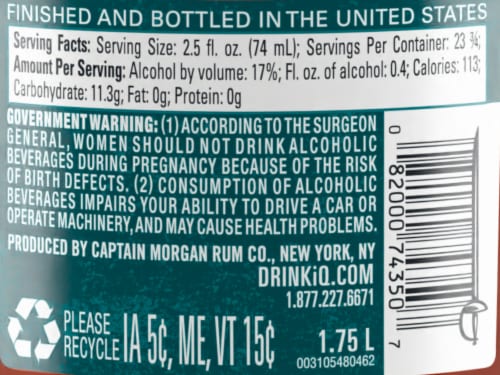 FINISHED AND BOTTLED IN THE UNITED STATES
Serving Facts: Serving Size: 2.5 fl. oz. (74 mL); Servings Per Container: 23 ¾;
Amount Per Serving: Alcohol by volume: 17%; Fl. oz. of alcohol: 0.4; Calories: 113;
Carbohydrate: 11.3g; Fat: 0g; Protein: 0g
GOVERNMENT WARNING: (1) ACCORDING TO THE SURGEON
GENERAL, WOMEN SHOULD NOT DRINK ALCOHOLIC
BEVERAGES DURING PREGNANCY BECAUSE OF THE RISK
OF BIRTH DEFECTS. (2) CONSUMPTION OF ALCOHOLIC
BEVERAGES IMPAIRS YOUR ABILITY TO DRIVE A CAR OR
OPERATE MACHINERY, AND MAY CAUSE HEALTH PROBLEMS.
PRODUCED BY CAPTAIN MORGAN RUM CO., NEW YORK, NY
DRINKiQ.COM
1.877.227.6671
PLEASE
RECYCLE
IA 5¢, ME, VT 15¢
1.75 L
003105480462
0 82000 74350 7